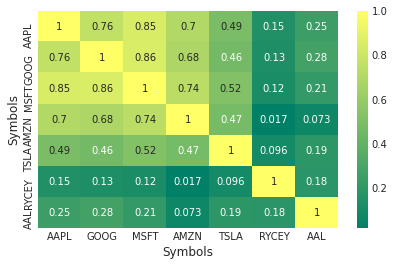 AAPL 1 0.76 0.85 0.7 0.49 0.15 0.25
GOOG 0.76 1 0.86 0.68 0.46 0.13 0.28
MSFT 0.85 0.86 1 0.74 0.52 0.12 0.21
AMZN 0.7 0.68 0.74 1 0.47 0.017 0.073
TSLA 0.49 0.46 0.52 0.47 1 0.096 0.19
RYCEY 0.15 0.13 0.12 0.017 0.096 1 0.18
AAL 0.25 0.28 0.21 0.073 0.19 0.18 1
AAPL GOOG MSFT AMZN TSLA RYCEY AAL
Symbols
Symbols
1.0
0.8
0.6
0.4
0.2